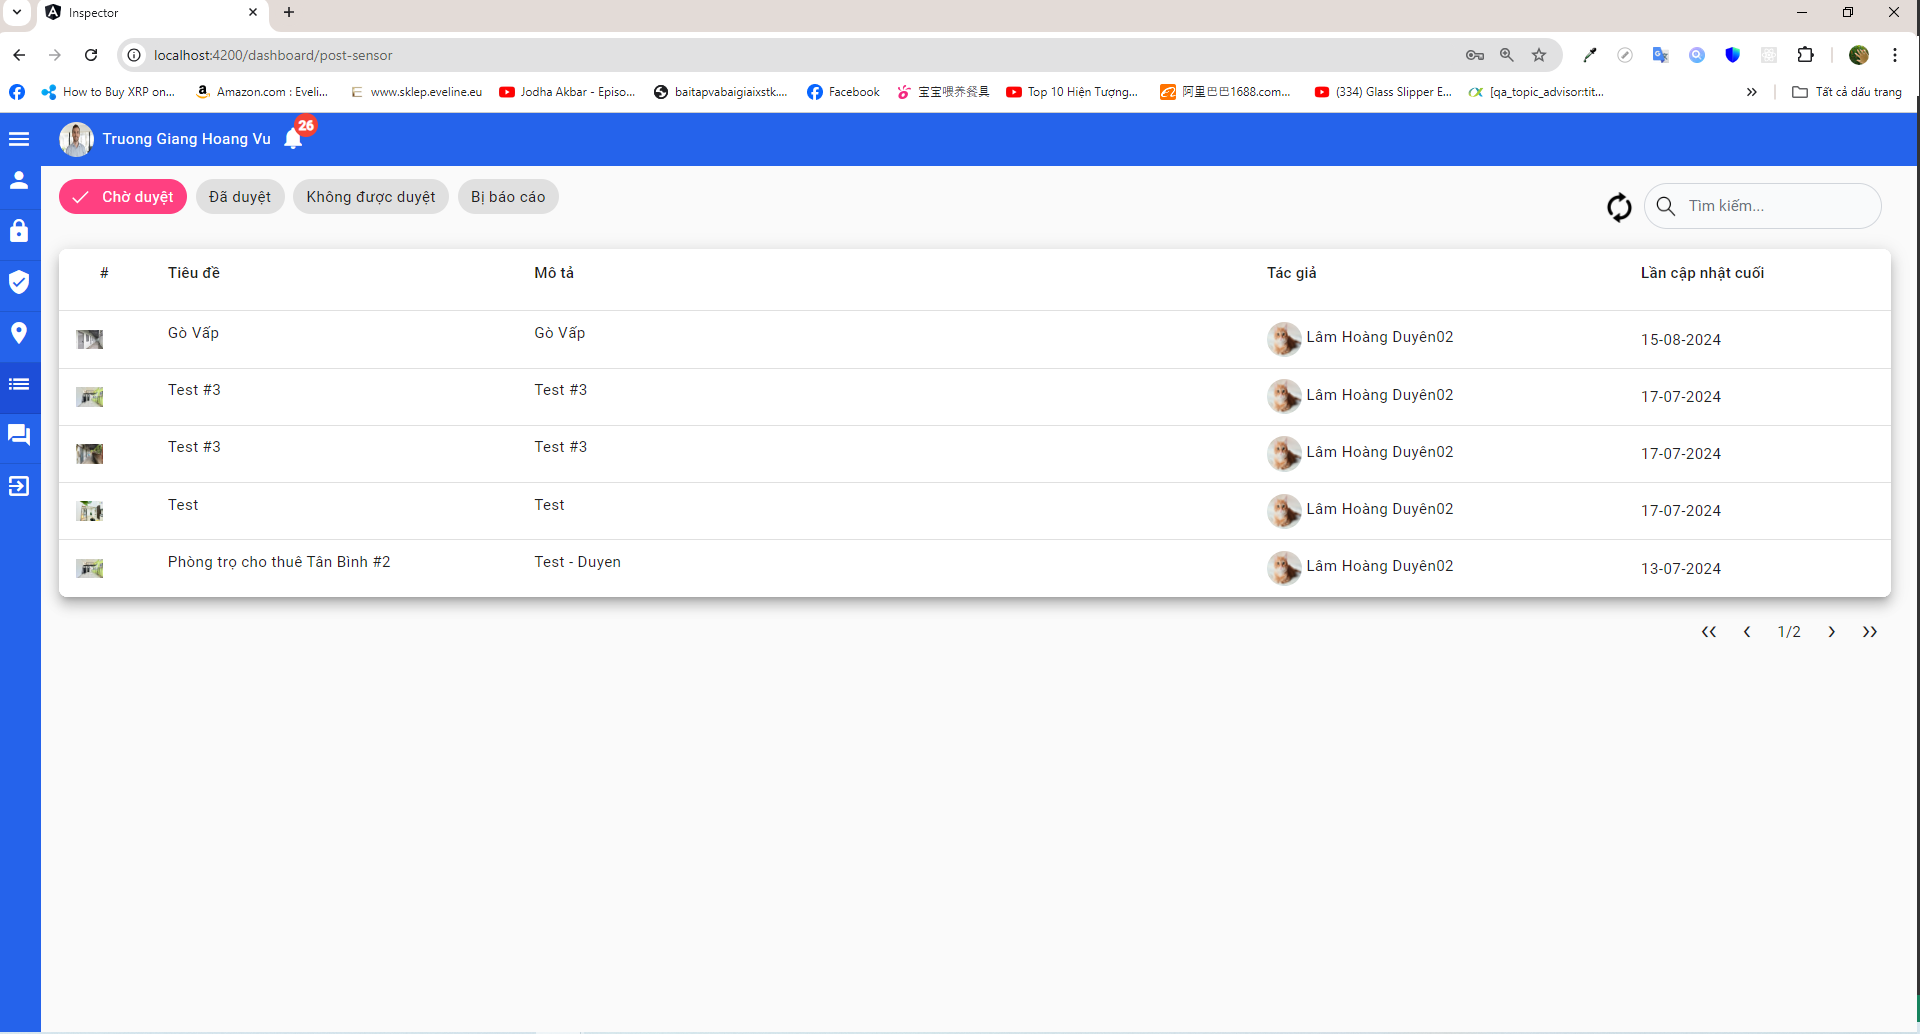 Inspector
localhost:4200/dashboard/post-sensor
How to Buy XRP on...
Amazon.com : Eveli...
www.sklep.eveline.eu
Jodha Akbar - Episo...
baitapvabaigiaixstk....
Facebook
宝宝喂养餐具
Top 10 Hiện Tượng...
阿里巴巴1688.com...
(334) Glass Slipper E...
[qa_topic_advisor:tit...
Tất cả dấu trang
Truong Giang Hoang Vu
26
Chờ duyệt
Đã duyệt
Không được duyệt
Bị báo cáo
Tìm kiếm...
# Tiêu đề Mô tả Tác giả Lần cập nhật cuối
Gò Vấp Gò Vấp Lâm Hoàng Duyên02 15-08-2024
Test #3 Test #3 Lâm Hoàng Duyên02 17-07-2024
Test #3 Test #3 Lâm Hoàng Duyên02 17-07-2024
Test Test Lâm Hoàng Duyên02 17-07-2024
Phòng trọ cho thuê Tân Bình #2 Test - Duyen Lâm Hoàng Duyên02 13-07-2024
1/2